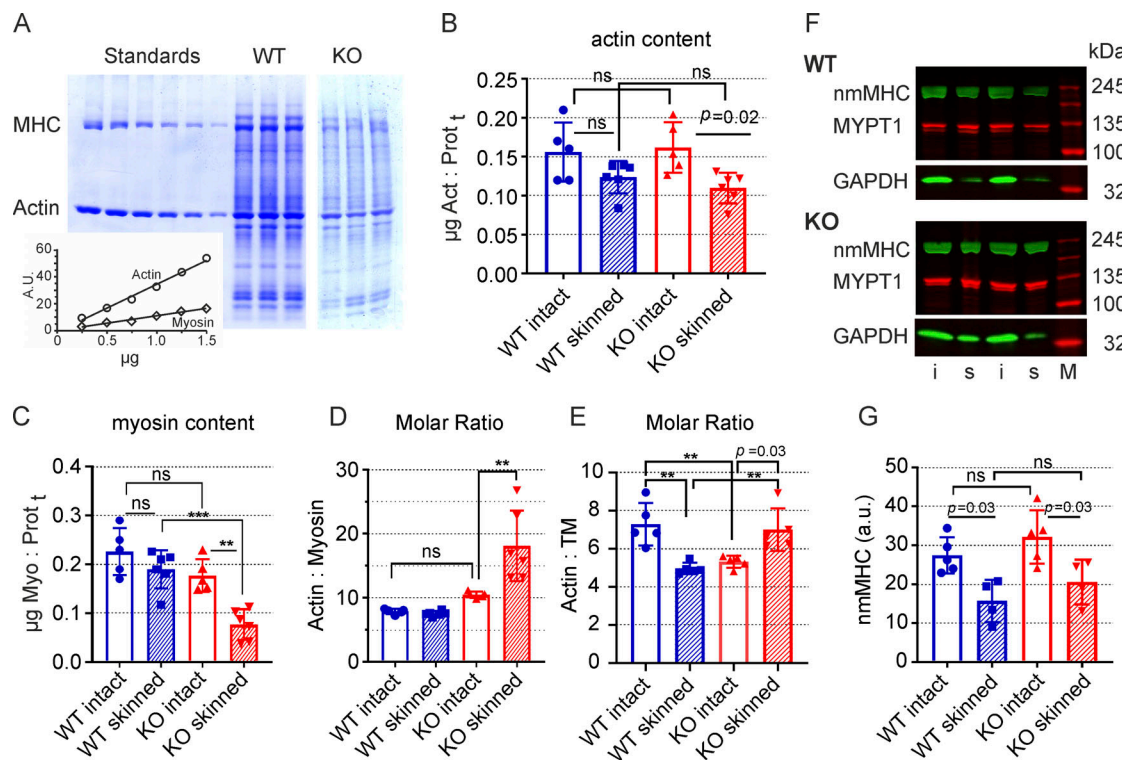 A
Standards WT KO
MHC
Actin
A.U.
60
40
20
0
Actin
Myosin
0.0 0.5 1.0 1.5
µg
B
actin content
µg Act : Prot t
0.25
0.20
0.15
0.10
0.05
0.00
ns
ns
ns
p=0.02
WT intact
WT skinned
KO intact
KO skinned
F
kDa
WT
nmMHC
MYPT1
GAPDH
245
135
100
32
KO
nmMHC
MYPT1
GAPDH
245
135
100
32
i s i s M
C
myosin content
µg Myo : Prot t
0.4
0.3
0.2
0.1
0.0
ns
ns
***
**
WT intact
WT skinned
KO intact
KO skinned
D
Molar Ratio
Actin : Myosin
30
20
10
0
**
ns
WT intact
WT skinned
KO intact
KO skinned
E
Molar Ratio
Actin : TM
10
8
6
4
2
0
p=0.03
**
**
**
WT intact
WT skinned
KO intact
KO skinned
G
nmMHC (a.u.)
50
40
30
20
10
0
ns
ns
p=0.03
p=0.03
WT intact
WT skinned
KO intact
KO skinned